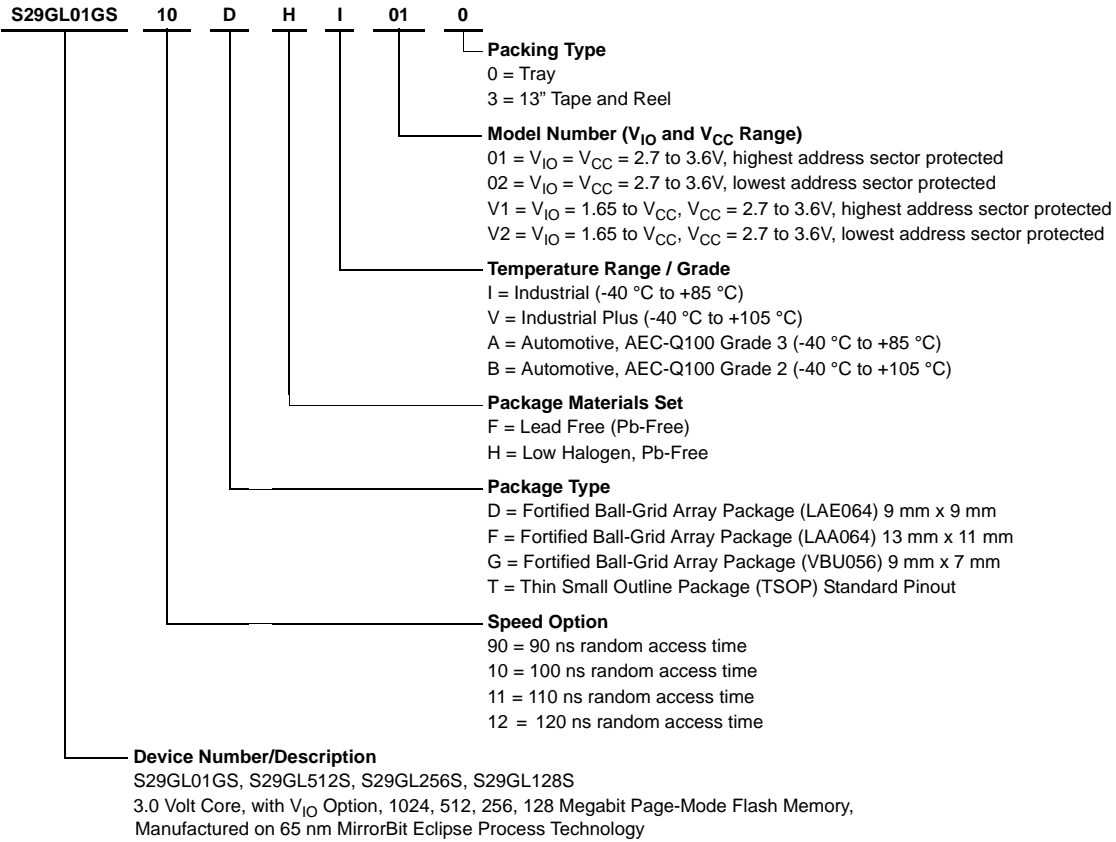 S29GL01GS 10 D H I 01 0
Packing Type
0 = Tray
3 = 13” Tape and Reel
Model Number (VIO and VCC Range)
01 = VIO = VCC = 2.7 to 3.6V, highest address sector protected
02 = VIO = VCC = 2.7 to 3.6V, lowest address sector protected
V1 = VIO = 1.65 to VCC, VCC = 2.7 to 3.6V, highest address sector protected
V2 = VIO = 1.65 to VCC, VCC = 2.7 to 3.6V, lowest address sector protected
Temperature Range / Grade
I = Industrial (-40 °C to +85 °C)
V = Industrial Plus (-40 °C to +105 °C)
A = Automotive, AEC-Q100 Grade 3 (-40 °C to +85 °C)
B = Automotive, AEC-Q100 Grade 2 (-40 °C to +105 °C)
Package Materials Set
F = Lead Free (Pb-Free)
H = Low Halogen, Pb-Free
Package Type
D = Fortified Ball-Grid Array Package (LAE064) 9 mm x 9 mm
F = Fortified Ball-Grid Array Package (LAA064) 13 mm x 11 mm
G = Fortified Ball-Grid Array Package (VBU056) 9 mm x 7 mm
T = Thin Small Outline Package (TSOP) Standard Pinout
Speed Option
90 = 90 ns random access time
10 = 100 ns random access time
11 = 110 ns random access time
12 = 120 ns random access time
Device Number/Description
S29GL01GS, S29GL512S, S29GL256S, S29GL128S
3.0 Volt Core, with VIO Option, 1024, 512, 256, 128 Megabit Page-Mode Flash Memory,
Manufactured on 65 nm MirrorBit Eclipse Process Technology